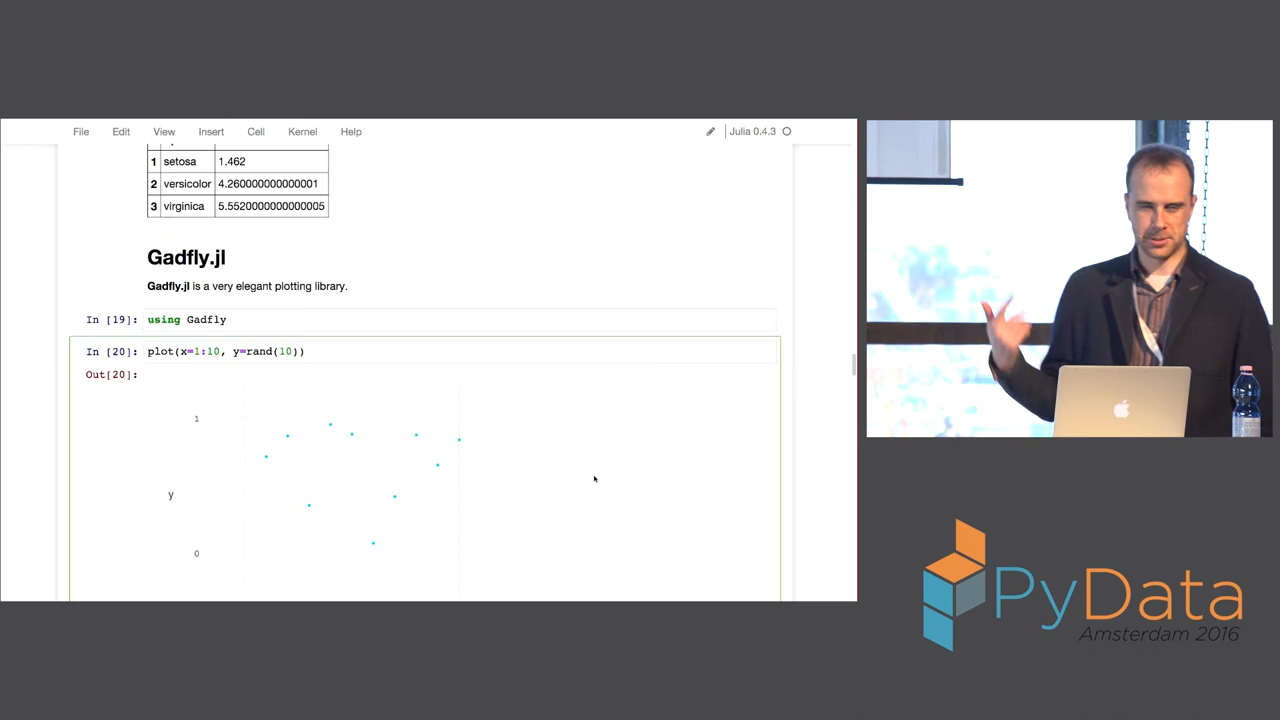 File Edit View Insert Cell Kernel Help Julia 0.4.3
1 setosa 1.462
2 versicolor 4.260000000000001
3 virginica 5.5520000000000005
Gadfly.jl
Gadfly.jl is a very elegant plotting library.
In [19]: using Gadfly
In [20]: plot(x=1:10, y=rand(10))
Out[20]:
1
y
0
PyData
Amsterdam 2016